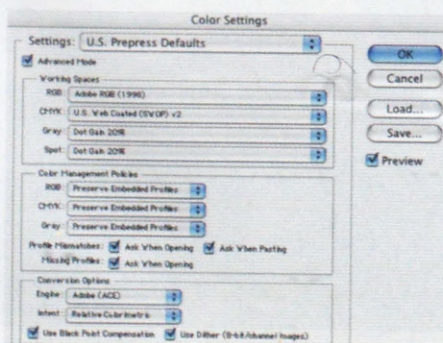 Color Settings
Settings: U.S. Prepress Defaults
Advanced Mode
OK
Cancel
Load...
Save...
Preview
Working Spaces
RGB: Adobe RGB (1998)
CMYK: U.S. Web Coated (SWOP) v2
Gray: Dot Gain 20%
Spot: Dot Gain 20%
Color Management Policies
RGB: Preserve Embedded Profiles
CMYK: Preserve Embedded Profiles
Gray: Preserve Embedded Profiles
Profile Mismatches: Ask When Opening Ask When Pasting
Missing Profiles: Ask When Opening
Conversion Options
Engine: Adobe (ACE)
Intent: Relative Colorimetric
Use Black Point Compensation Use Dither (8-bit/channel images)